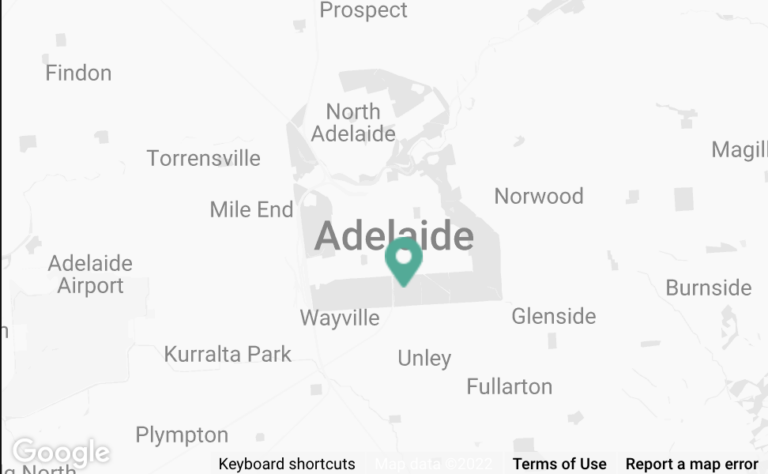 Prospect
Findon
North
Adelaide
Torrensville
Magill
Norwood
Mile End
Adelaide
Adelaide
Airport
Burnside
Wayville
Glenside
Kurralta Park
Unley
Fullarton
Plympton
Google
Keyboard shortcuts
Map data ©2022
Terms of Use
Report a map error
North